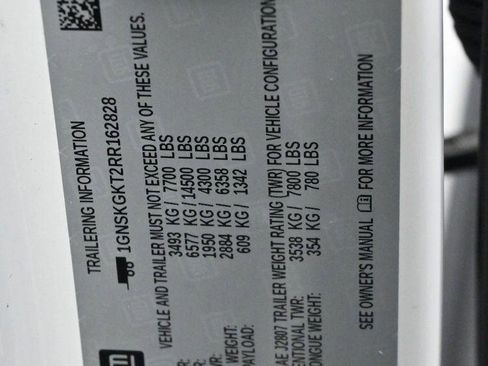 TRAILERING INFORMATION
1GNSKGKT2RR162828
VEHICLE AND TRAILER MUST NOT EXCEED ANY OF THESE VALUES.
3493 KG / 7700 LBS
6577 KG / 14500 LBS
1950 KG / 4300 LBS
WEIGHT: 2884 KG / 6358 LBS
PAYLOAD: 609 KG / 1342 LBS
AE J2807 TRAILER WEIGHT RATING (TWR) FOR VEHICLE CONFIGURATION
ENTIONAL TWR: 3538 KG / 7800 LBS
ONGUE WEIGHT: 354 KG / 780 LBS
SEE OWNER'S MANUAL FOR MORE INFORMATION
gm